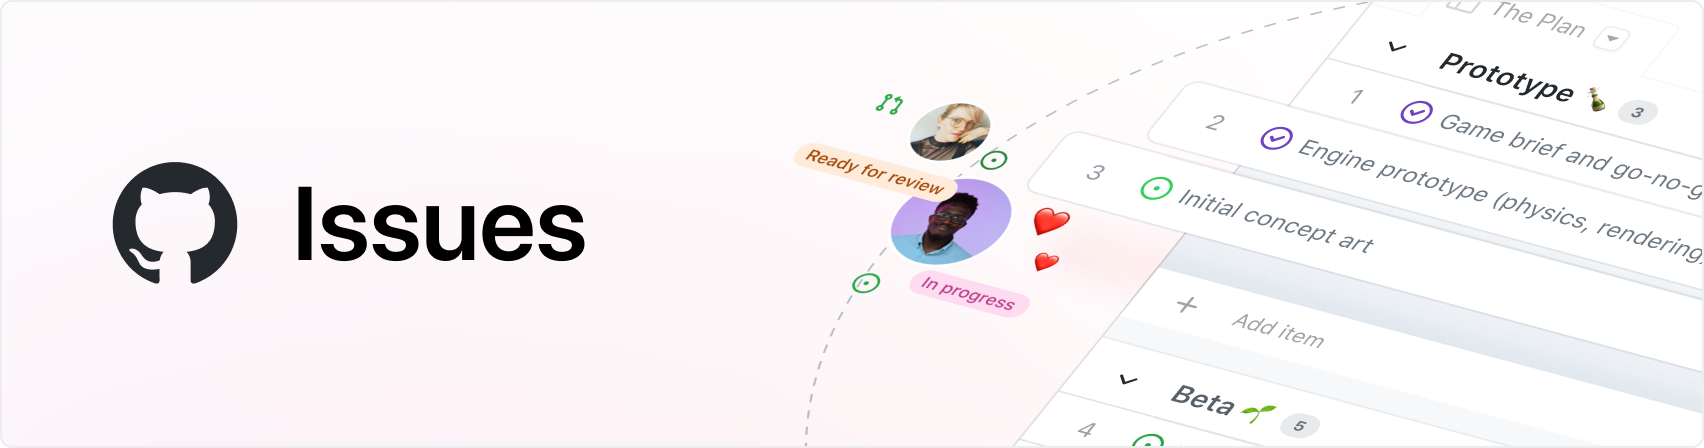 Issues
Ready for review
In progress
The Plan
Prototype 3
1 Game brief and go-no-g
2 Engine prototype (physics, rendering,
3 Initial concept art
+ Add item
Beta 5
4